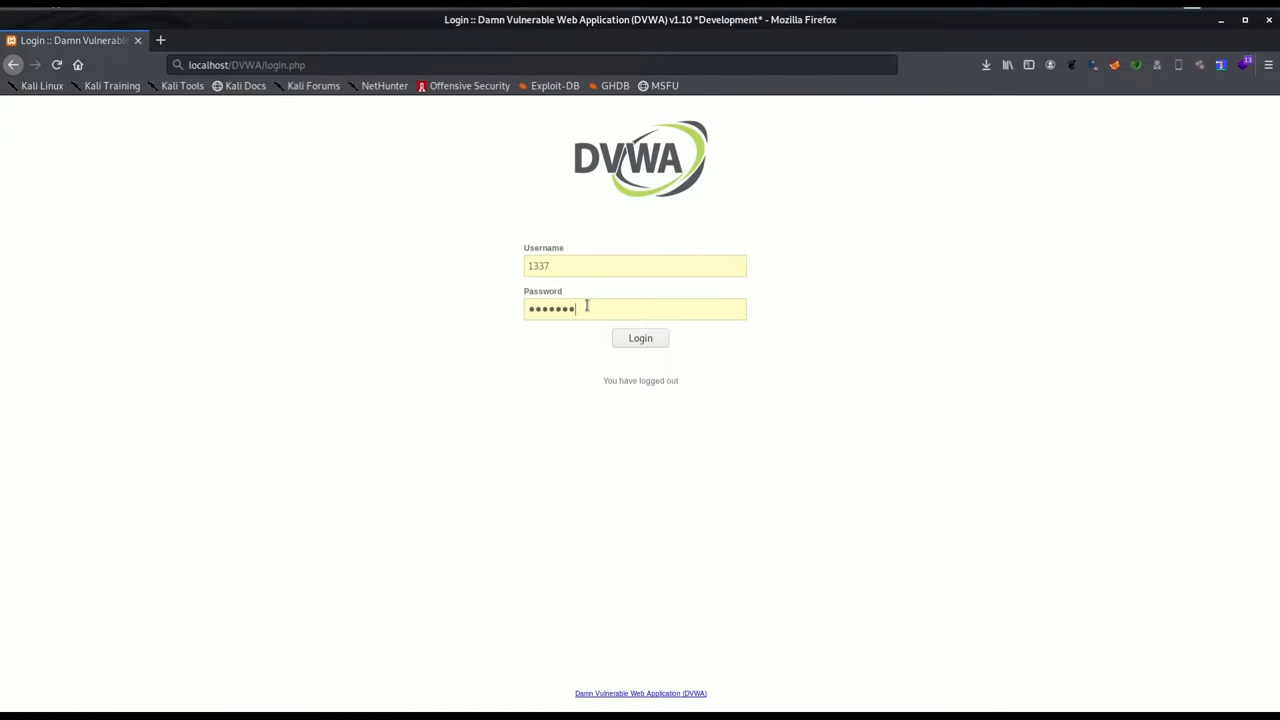 Login :: Damn Vulnerable Web Application (DVWA) v1.10 *Development* - Mozilla Firefox
Login :: Damn Vulnerable
localhost/DVWA/login.php
13
Kali Linux Kali Training Kali Tools Kali Docs Kali Forums NetHunter Offensive Security Exploit-DB GHDB MSFU
DVWA
Username
1337
Password
•••••••
Login
You have logged out
Damn Vulnerable Web Application (DVWA)